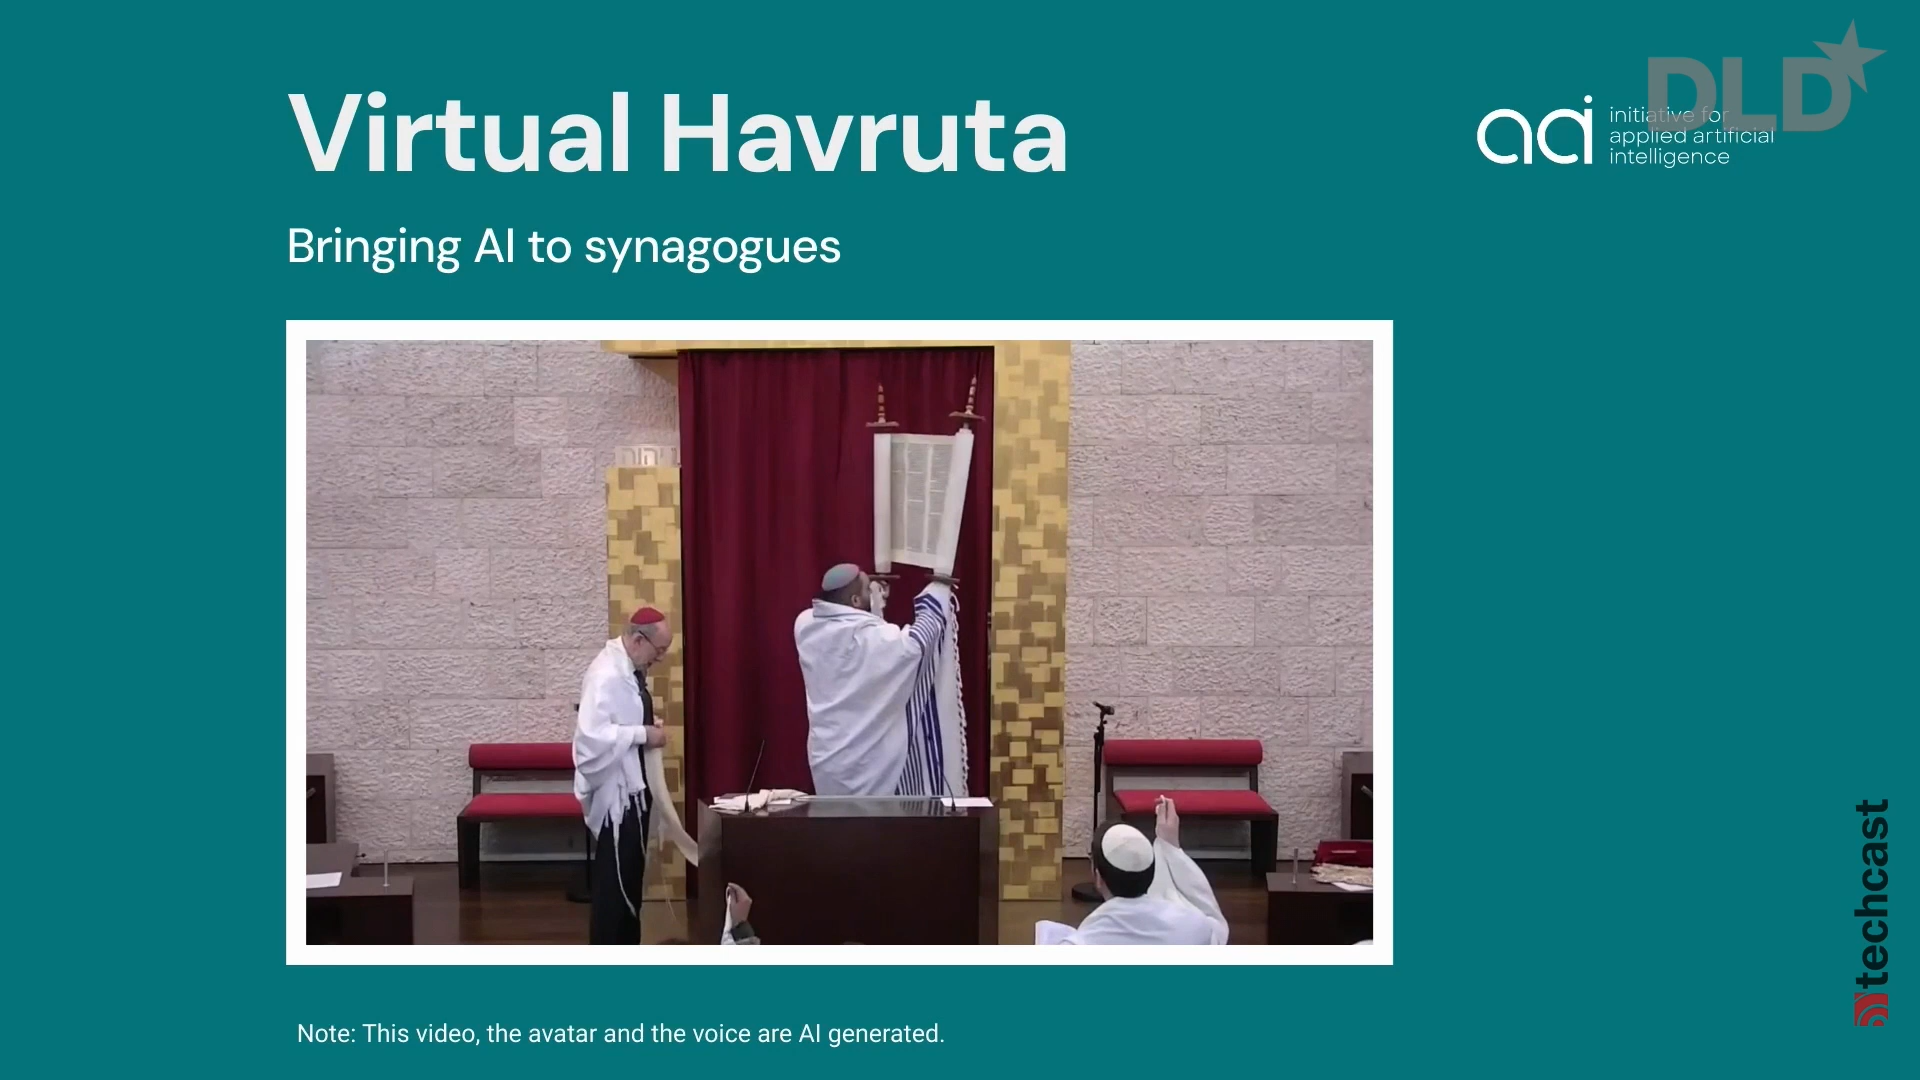 Virtual Havruta
DLD
aai
initiative for
applied artificial
intelligence
Bringing AI to synagogues
techcast
Note: This video, the avatar and the voice are AI generated.